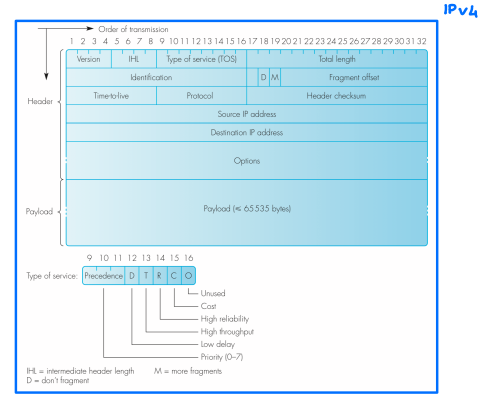 IPv4
Order of transmission
1 2 3 4 5 6 7 8 9 10 11 12 13 14 15 16 17 18 19 20 21 22 23 24 25 26 27 28 29 30 31 32
Version IHL Type of service (TOS) Total length
Identification D M Fragment offset
Time-to-live Protocol Header checksum
Header
Source IP address
Destination IP address
Options
Payload Payload (≤ 65535 bytes)
9 10 11 12 13 14 15 16
Type of service: Precedence D T R C O
Unused
Cost
High reliability
High throughput
Low delay
Priority (0–7)
IHL = intermediate header length M = more fragments
D = don't fragment